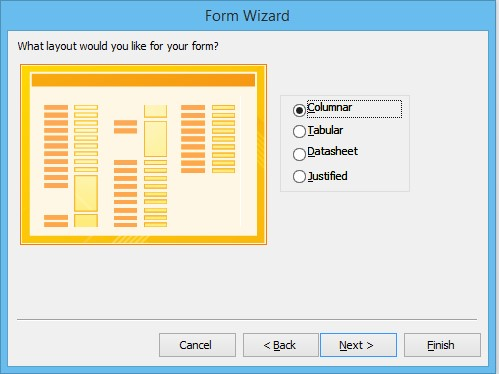 Form Wizard
What layout would you like for your form?
Columnar
Tabular
Datasheet
Justified
Cancel
< Back
Next >
Finish